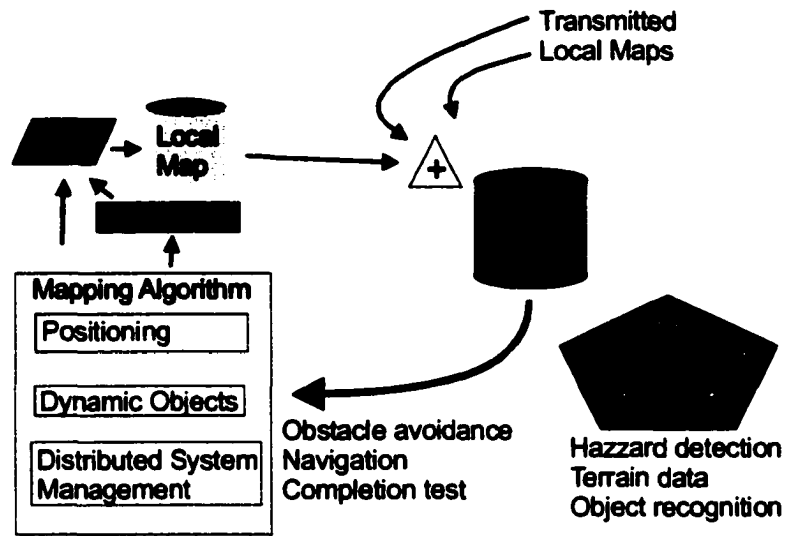 Transmitted
Local Maps
Local
Map
+
Mapping Algorithm
Positioning
Dynamic Objects
Distributed System
Management
Obstacle avoidance
Navigation
Completion test
Hazzard detection
Terrain data
Object recognition